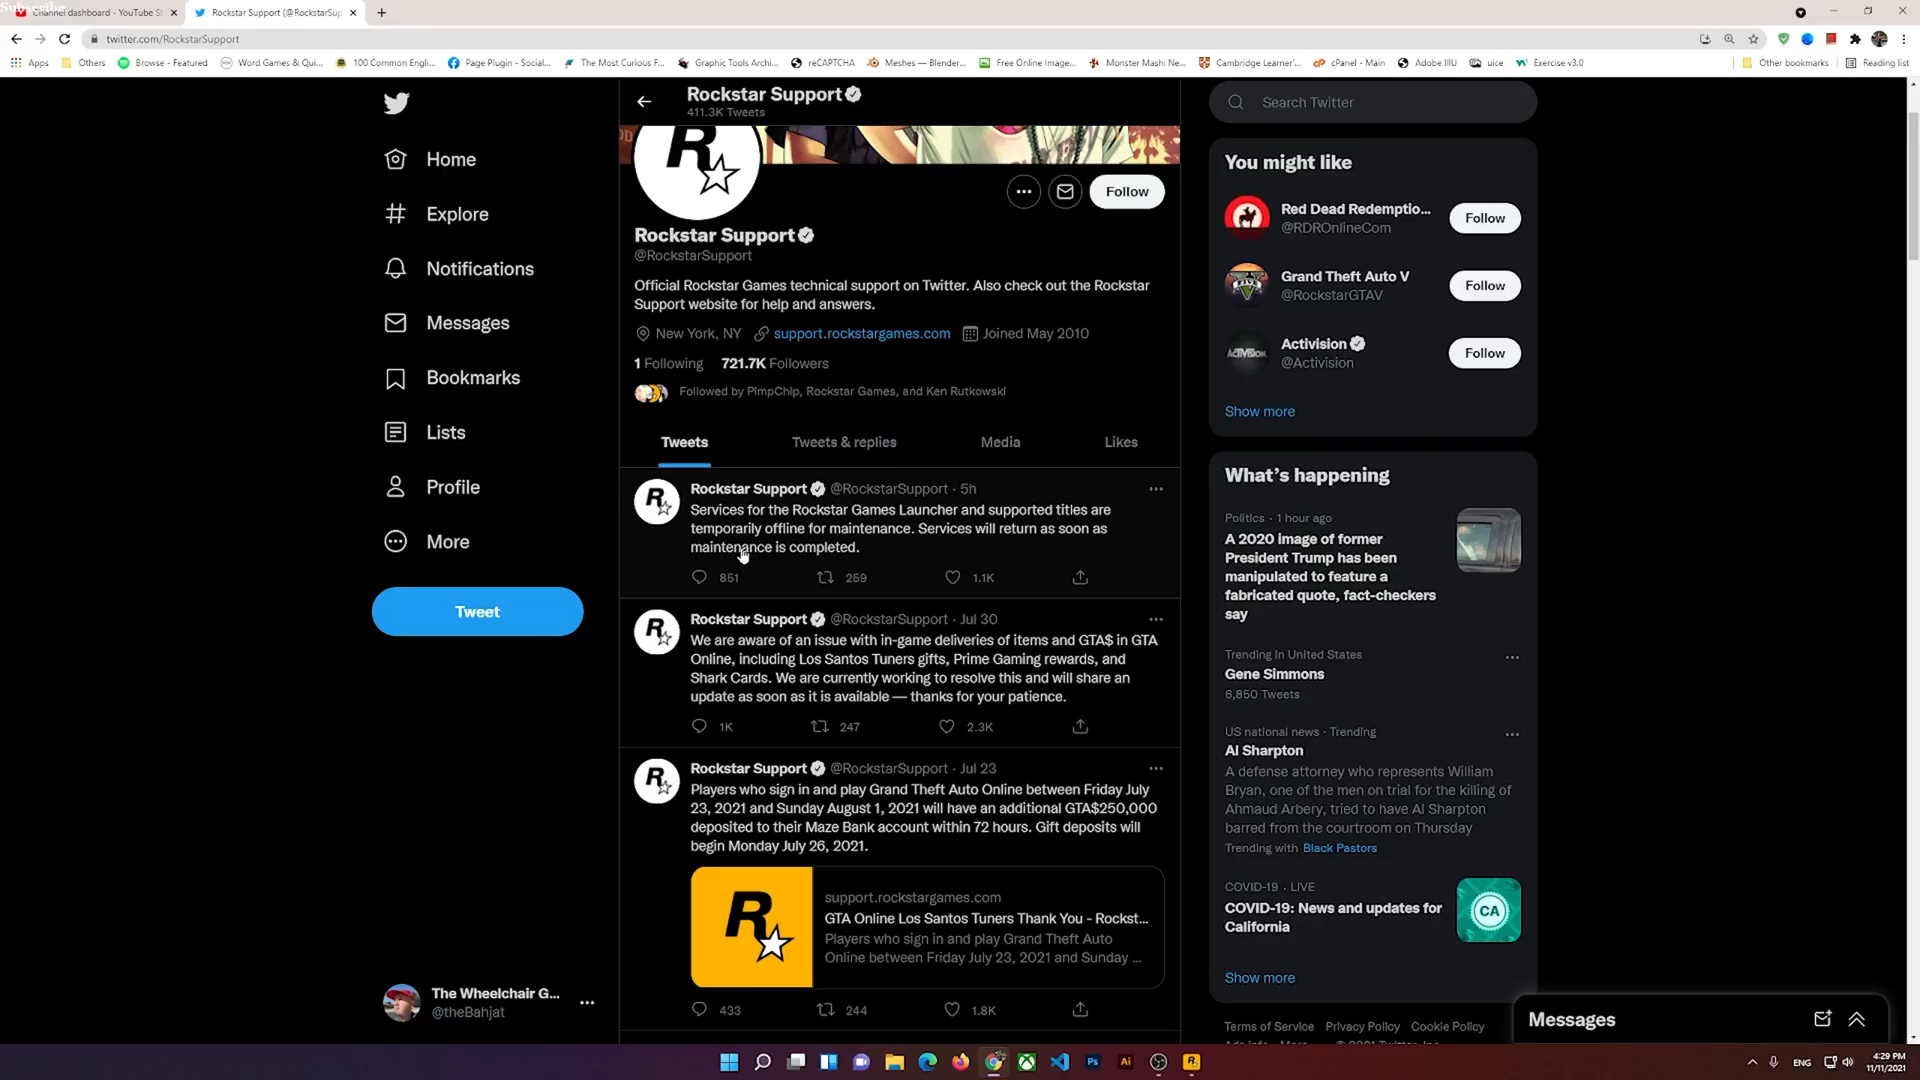 Subscribe
Channel dashboard - YouTube St
Rockstar Support (@RockstarSup
twitter.com/RockstarSupport
Apps
Others
Browse - Featured
Word Games & Qui...
100 Common Engli...
Page Plugin - Social...
The Most Curious F...
Graphic Tools Archi...
reCAPTCHA
Meshes — Blender...
Free Online Image...
Monster Mash: Ne...
Cambridge Learner'...
cPanel - Main
Adobe IllU
uice
Exercise v3.0
Other bookmarks
Reading list
Home
Explore
Notifications
Messages
Bookmarks
Lists
Profile
More
Tweet
The Wheelchair G...
@theBahjat
Rockstar Support
411.3K Tweets
Follow
Rockstar Support
@RockstarSupport
Official Rockstar Games technical support on Twitter. Also check out the Rockstar
Support website for help and answers.
New York, NY support.rockstargames.com Joined May 2010
1 Following 721.7K Followers
Followed by PimpChip, Rockstar Games, and Ken Rutkowski
Tweets
Tweets & replies
Media
Likes
Rockstar Support @RockstarSupport · 5h
Services for the Rockstar Games Launcher and supported titles are
temporarily offline for maintenance. Services will return as soon as
maintenance is completed.
851 259 1.1K
Rockstar Support @RockstarSupport · Jul 30
We are aware of an issue with in-game deliveries of items and GTA$ in GTA
Online, including Los Santos Tuners gifts, Prime Gaming rewards, and
Shark Cards. We are currently working to resolve this and will share an
update as soon as it is available — thanks for your patience.
1K 247 2.3K
Rockstar Support @RockstarSupport · Jul 23
Players who sign in and play Grand Theft Auto Online between Friday July
23, 2021 and Sunday August 1, 2021 will have an additional GTA$250,000
deposited to their Maze Bank account within 72 hours. Gift deposits will
begin Monday July 26, 2021.
support.rockstargames.com
GTA Online Los Santos Tuners Thank You - Rockst...
Players who sign in and play Grand Theft Auto
Online between Friday July 23, 2021 and Sunday ...
433 244 1.8K
Search Twitter
You might like
Red Dead Redemptio...
@RDROnlineCom
Follow
Grand Theft Auto V
@RockstarGTAV
Follow
Activision
@Activision
Follow
Show more
What's happening
Politics · 1 hour ago
A 2020 image of former
President Trump has been
manipulated to feature a
fabricated quote, fact-checkers
say
Trending in United States
Gene Simmons
6,850 Tweets
US national news · Trending
Al Sharpton
A defense attorney who represents William
Bryan, one of the men on trial for the killing of
Ahmaud Arbery, tried to have Al Sharpton
barred from the courtroom on Thursday
Trending with Black Pastors
COVID-19 · LIVE
COVID-19: News and updates for
California
CA
Show more
Terms of Service Privacy Policy Cookie Policy
Messages
ENG
4:29 PM
11/11/2021